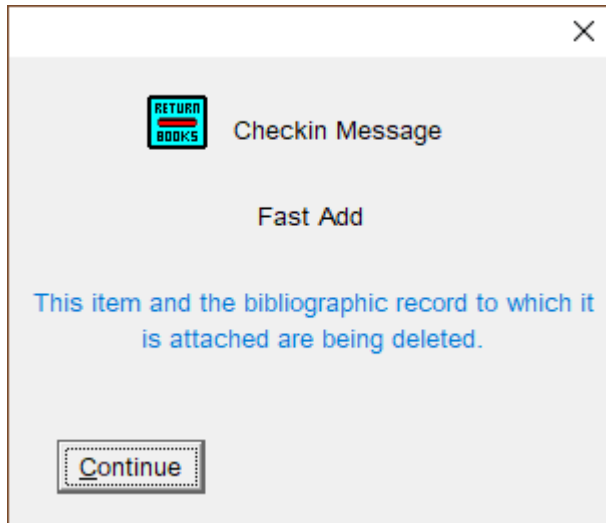 RETURN
BOOKS
Checkin Message
Fast Add
This item and the bibliographic record to which it
is attached are being deleted.
Continue